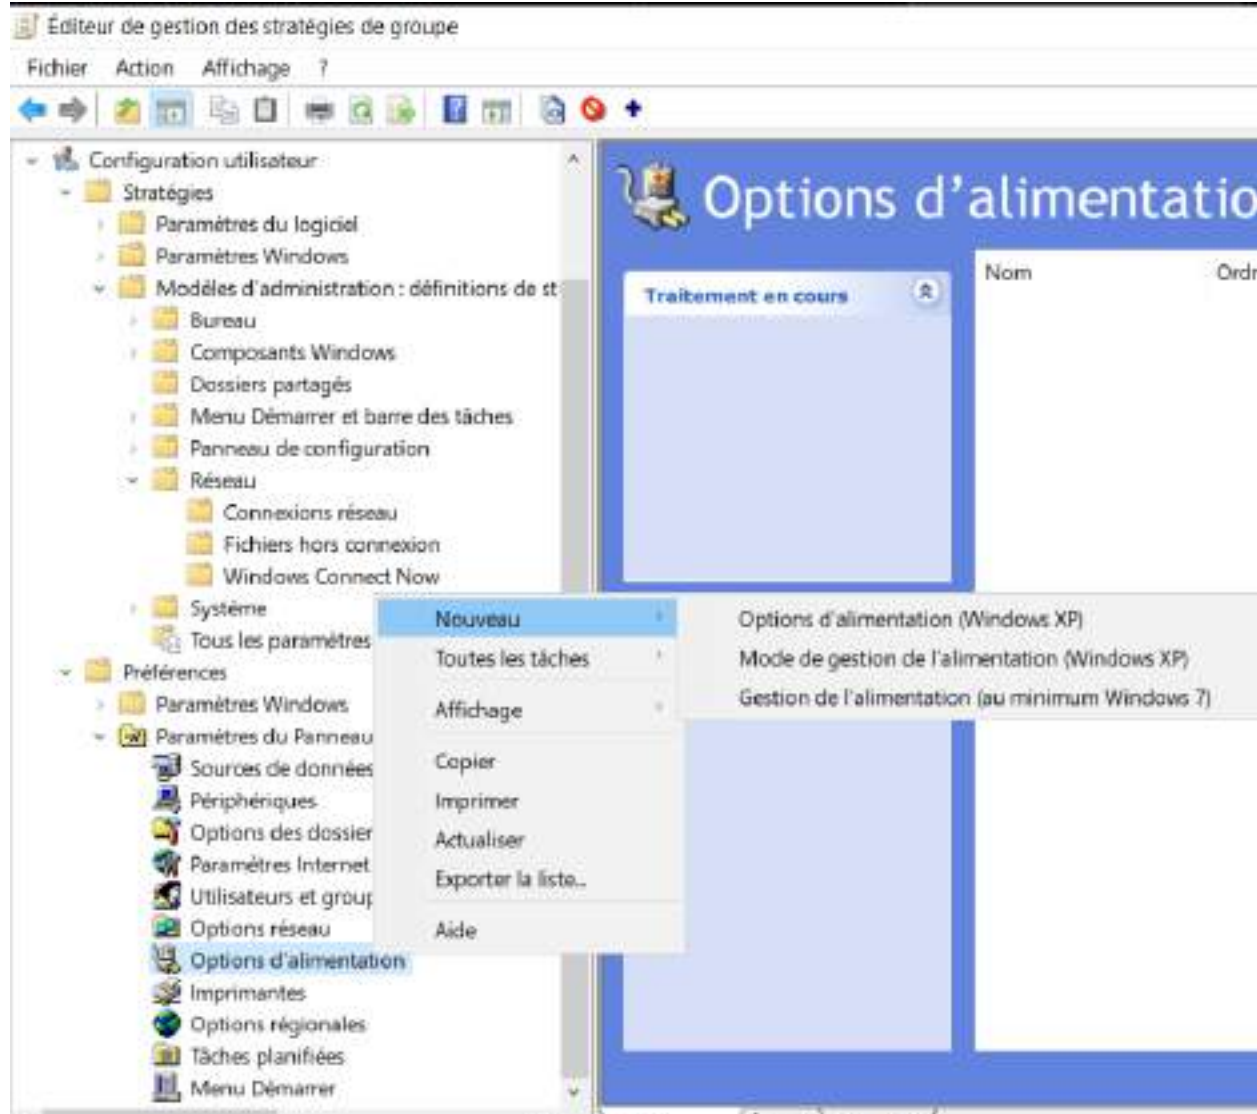 Éditeur de gestion des stratégies de groupe
Fichier Action Affichage ?
Configuration utilisateur
Stratégies
Paramètres du logiciel
Paramètres Windows
Modèles d'administration : définitions de st
Bureau
Composants Windows
Dossiers partagés
Menu Démarrer et barre des tâches
Panneau de configuration
Réseau
Connexions réseau
Fichiers hors connexion
Windows Connect Now
Système
Tous les paramètres
Préférences
Paramètres Windows
Paramètres du Panneau
Sources de données
Périphériques
Options des dossier
Paramètres Internet
Utilisateurs et group
Options réseau
Options d'alimentation
Imprimantes
Options régionales
Tâches planifiées
Menu Démarrer
Nouveau
Toutes les tâches
Affichage
Copier
Imprimer
Actualiser
Exporter la liste...
Aide
Options d'alimentation (Windows XP)
Mode de gestion de l'alimentation (Windows XP)
Gestion de l'alimentation (au minimum Windows 7)
Options d'alimentatio
Traitement en cours
Nom Ordr